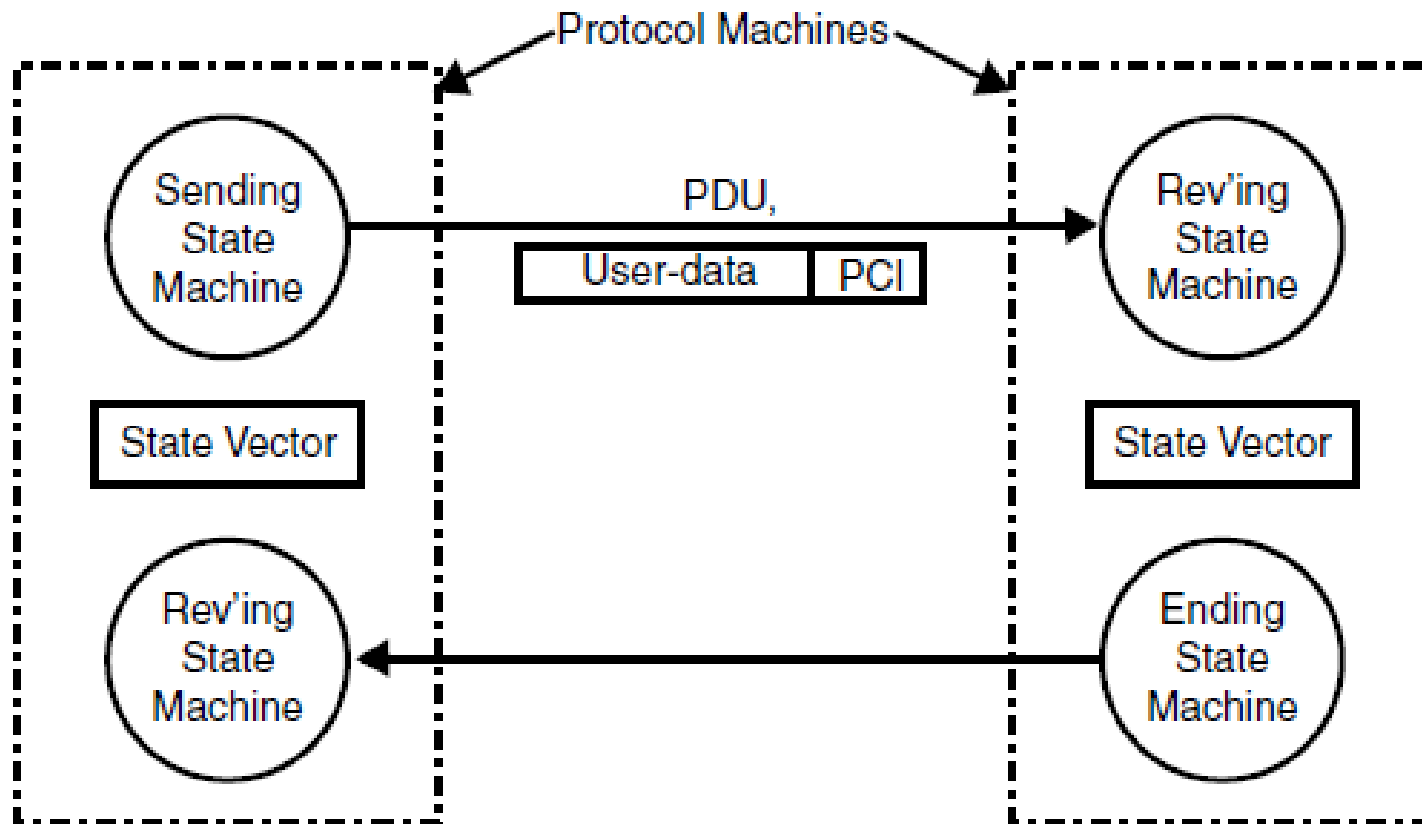 Protocol Machines
Sending
State
Machine
PDU,
User-data
PCI
Rev'ing
State
Machine
State Vector
State Vector
Rev'ing
State
Machine
Ending
State
Machine